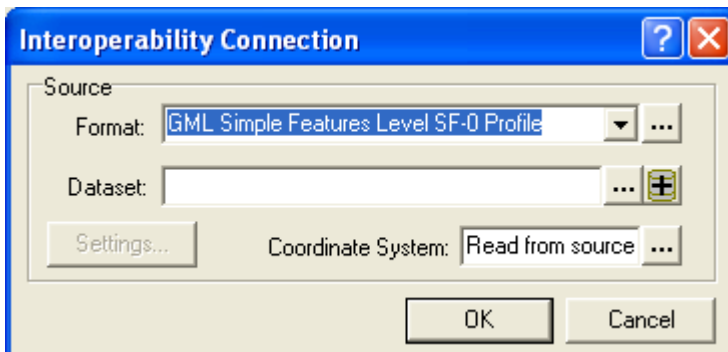 Interoperability Connection
Source
Format: GML Simple Features Level SF-0 Profile ...
Dataset: ...
Settings... Coordinate System: Read from source ...
OK Cancel